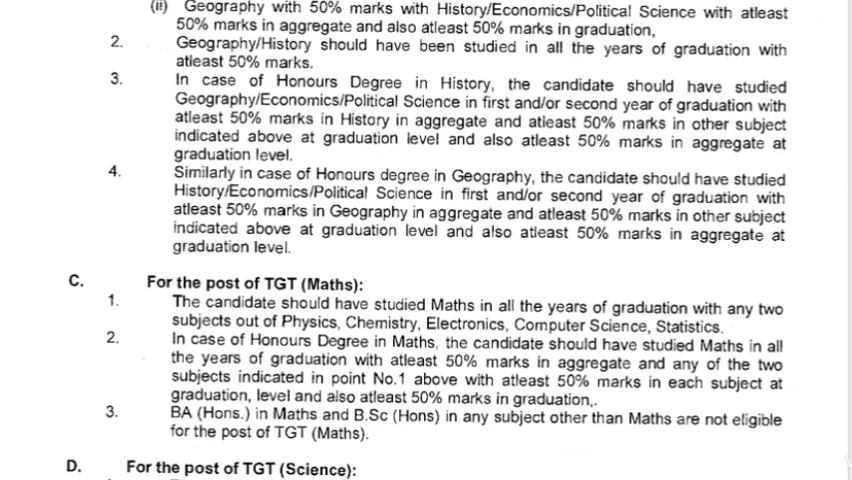 (ii) Geography with 50% marks with History/Economics/Political Science with atleast
50% marks in aggregate and also atleast 50% marks in graduation,
2. Geography/History should have been studied in all the years of graduation with
atleast 50% marks.
3. In case of Honours Degree in History, the candidate should have studied
Geography/Economics/Political Science in first and/or second year of graduation with
atleast 50% marks in History in aggregate and atleast 50% marks in other subject
indicated above at graduation level and also atleast 50% marks in aggregate at
graduation level.
4. Similarly in case of Honours degree in Geography, the candidate should have studied
History/Economics/Political Science in first and/or second year of graduation with
atleast 50% marks in Geography in aggregate and atleast 50% marks in other subject
indicated above at graduation level and also atleast 50% marks in aggregate at
graduation level.
C. For the post of TGT (Maths):
1. The candidate should have studied Maths in all the years of graduation with any two
subjects out of Physics, Chemistry, Electronics, Computer Science, Statistics.
2. In case of Honours Degree in Maths, the candidate should have studied Maths in all
the years of graduation with atleast 50% marks in aggregate and any of the two
subjects indicated in point No.1 above with atleast 50% marks in each subject at
graduation, level and also atleast 50% marks in graduation,.
3. BA (Hons.) in Maths and B.Sc (Hons) in any subject other than Maths are not eligible
for the post of TGT (Maths).
D. For the post of TGT (Science):